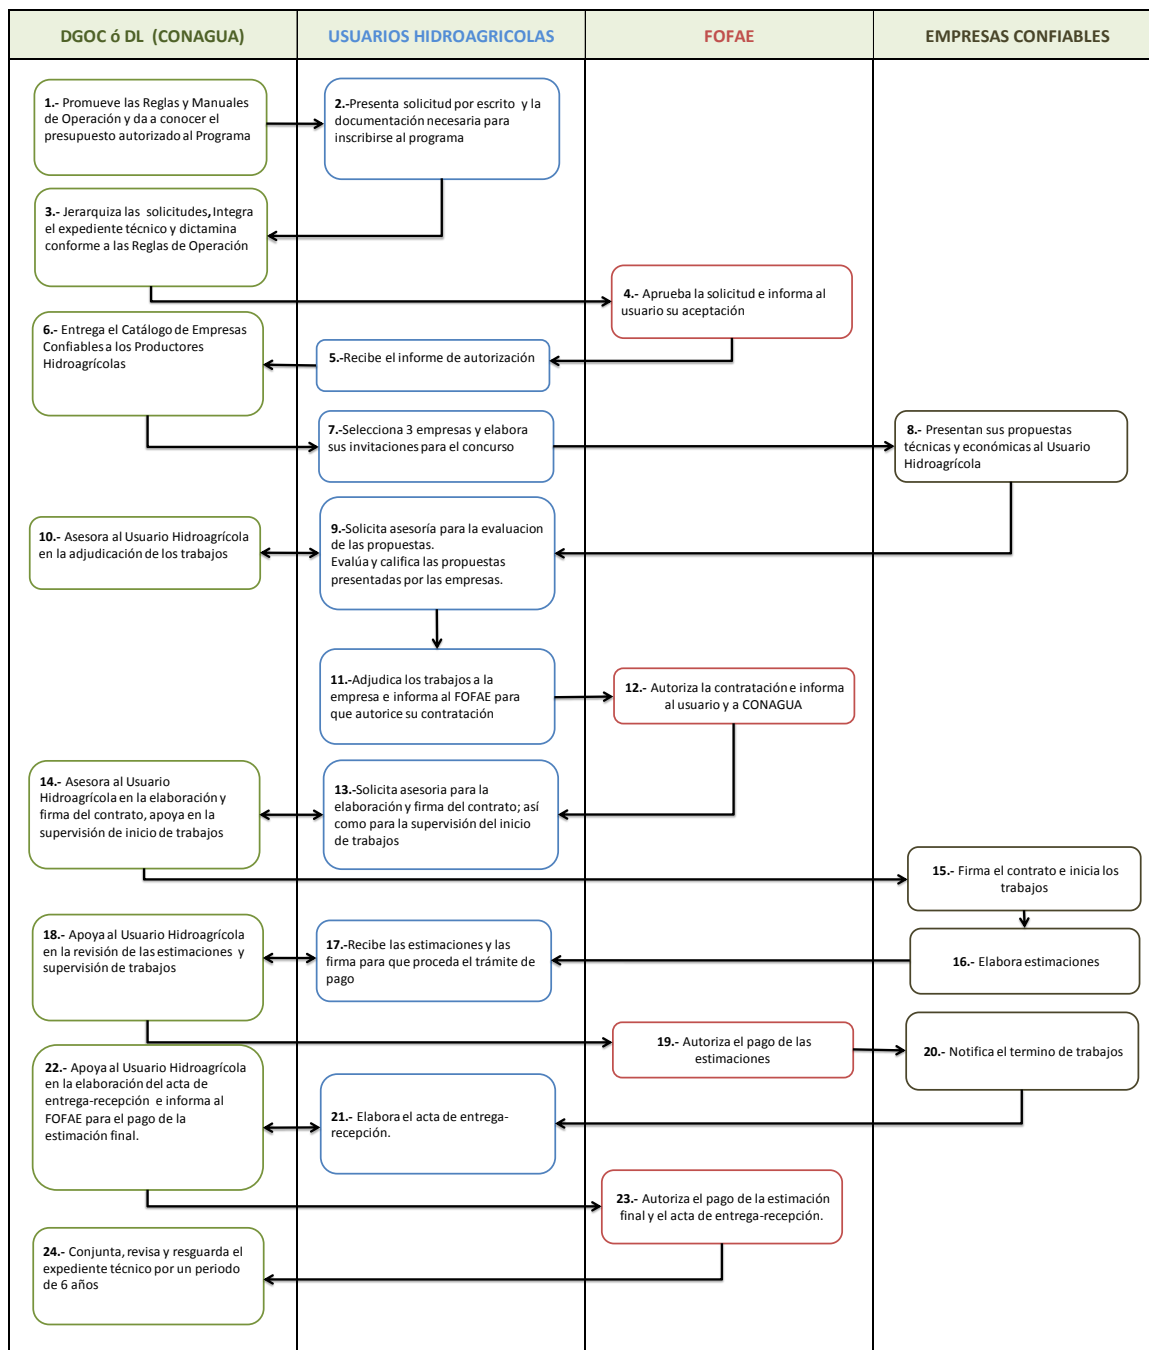 DGOC ó DL (CONAGUA)
USUARIOS HIDROAGRICOLAS
FOFAE
EMPRESAS CONFIABLES
1.- Promueve las Reglas y Manuales
de Operación y da a conocer el
presupuesto autorizado al Programa
2.-Presenta solicitud por escrito y la
documentación necesaria para
inscribirse al programa
3.- Jerarquiza las solicitudes, Integra
el expediente técnico y dictamina
conforme a las Reglas de Operación
4.- Aprueba la solicitud e informa al
usuario su aceptación
5.-Recibe el informe de autorización
6.- Entrega el Catálogo de Empresas
Confiables a los Productores
Hidroagrícolas
7.-Selecciona 3 empresas y elabora
sus invitaciones para el concurso
8.- Presentan sus propuestas
técnicas y económicas al Usuario
Hidroagrícola
9.-Solicita asesoría para la evaluacion
de las propuestas.
Evalúa y califica las propuestas
presentadas por las empresas.
10.- Asesora al Usuario Hidroagrícola
en la adjudicación de los trabajos
11.-Adjudica los trabajos a la
empresa e informa al FOFAE para
que autorice su contratación
12.- Autoriza la contratación e informa
al usuario y a CONAGUA
13.-Solicita asesoria para la
elaboración y firma del contrato; así
como para la supervisión del inicio
de trabajos
14.- Asesora al Usuario
Hidroagrícola en la elaboración y
firma del contrato, apoya en la
supervisión de inicio de trabajos
15.- Firma el contrato e inicia los
trabajos
16.- Elabora estimaciones
17.-Recibe las estimaciones y las
firma para que proceda el trámite de
pago
18.- Apoya al Usuario Hidroagrícola
en la revisión de las estimaciones y
supervisión de trabajos
19.- Autoriza el pago de las
estimaciones
20.- Notifica el termino de trabajos
21.- Elabora el acta de entrega-
recepción.
22.- Apoya al Usuario Hidroagrícola
en la elaboración del acta de
entrega-recepción e informa al
FOFAE para el pago de la
estimación final.
23.- Autoriza el pago de la estimación
final y el acta de entrega-recepción.
24.- Conjunta, revisa y resguarda el
expediente técnico por un periodo
de 6 años